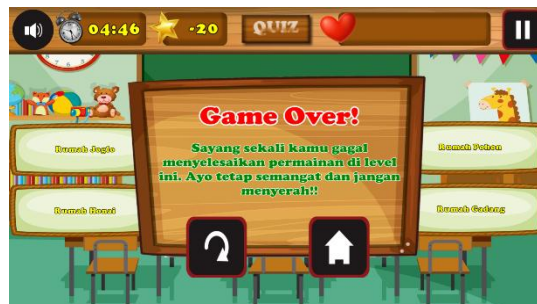 04:46 -20 QUIZ
Game Over!
Sayang sekali kamu gagal
menyelesaikan permainan di level
ini. Ayo tetap semangat dan jangan
menyerah!!
Rumah Joglo
Rumah Pohon
Rumah Honai
Rumah Gadang